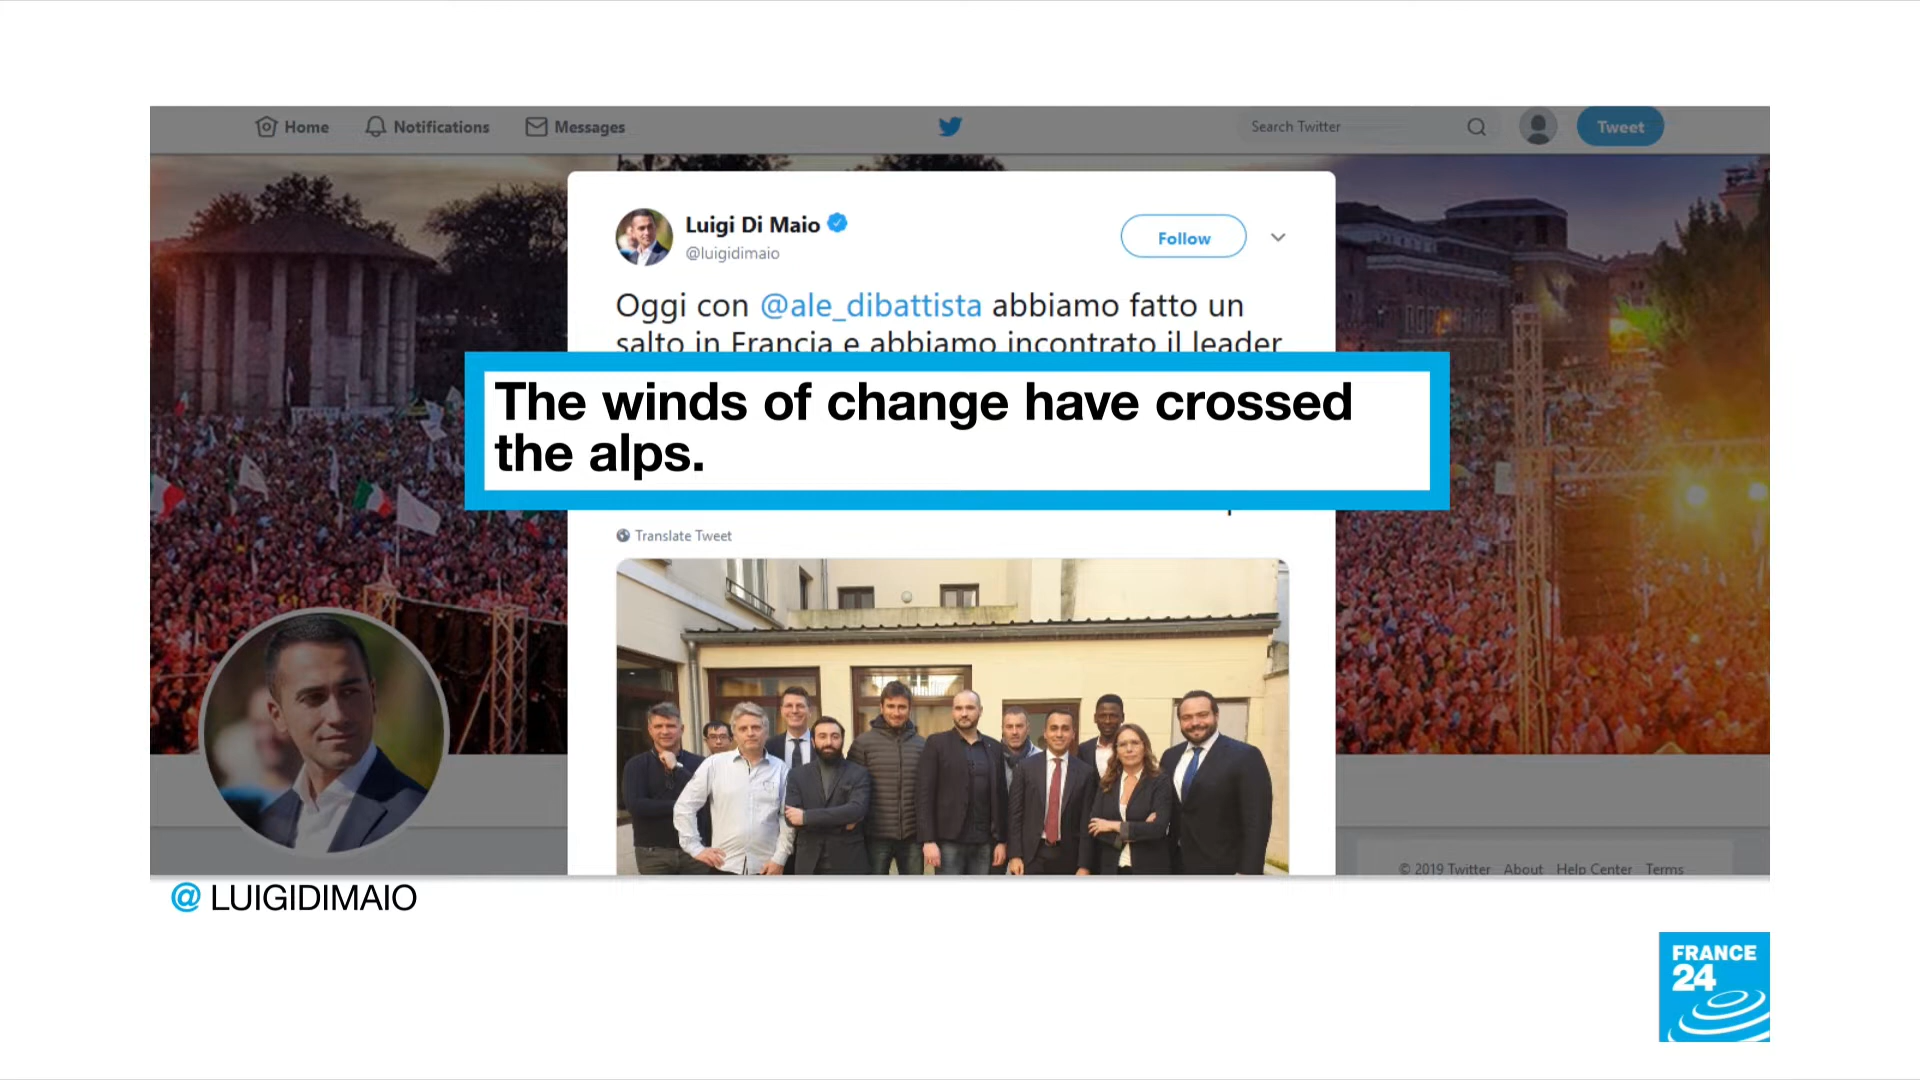 Home
Notifications
Messages
Search Twitter
Tweet
Luigi Di Maio
@luigidimaio
Follow
Oggi con @ale_dibattista abbiamo fatto un
salto in Francia e abbiamo incontrato il leader
The winds of change have crossed
the alps.
Translate Tweet
© 2019 Twitter About Help Center Terms
@ LUIGIDIMAIO
FRANCE
24